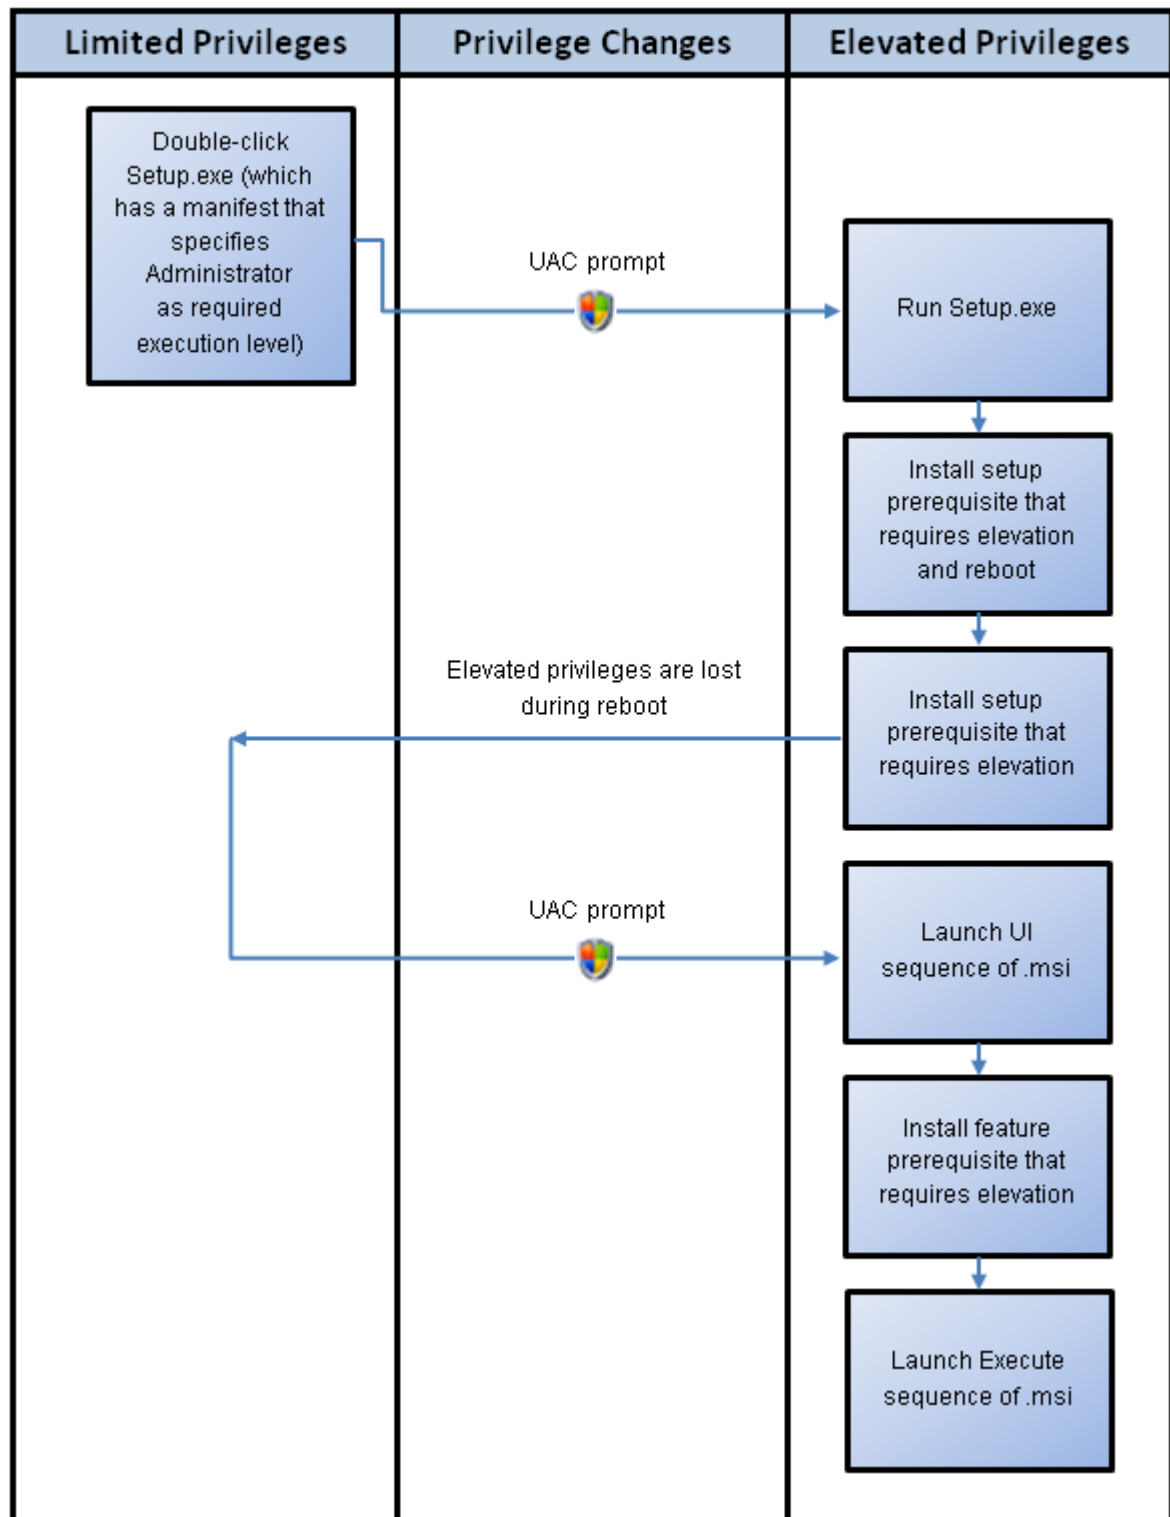 Limited Privileges
Privilege Changes
Elevated Privileges
Double-click
Setup.exe (which
has a manifest that
specifies
Administrator
as required
execution level)
UAC prompt
Run Setup.exe
Install setup
prerequisite that
requires elevation
and reboot
Elevated privileges are lost
during reboot
Install setup
prerequisite that
requires elevation
UAC prompt
Launch UI
sequence of .msi
Install feature
prerequisite that
requires elevation
Launch Execute
sequence of .msi